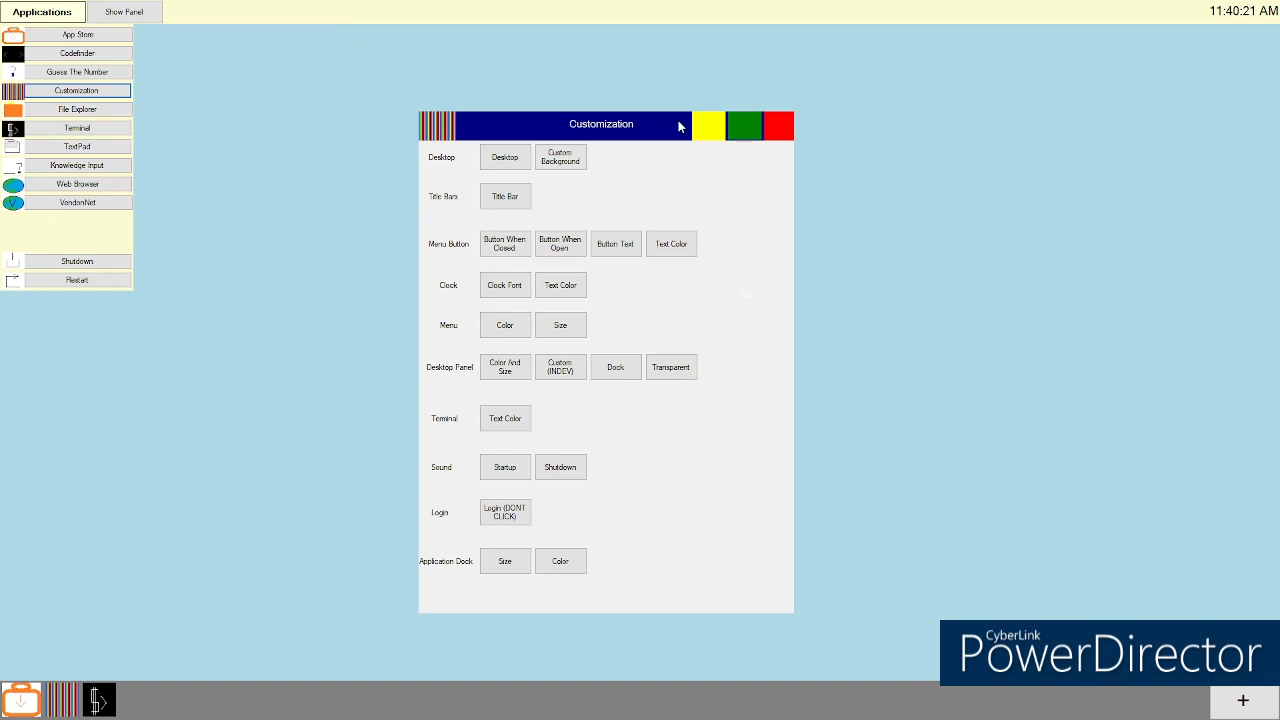 Applications
Show Panel
11:40:21 AM
App Store
Codefinder
Guess The Number
Customization
File Explorer
Terminal
TextPad
Knowledge Input
Web Browser
VendonNet
Shutdown
Restart
Customization
Desktop
Desktop
Custom
Background
Title Bars
Title Bar
Menu Button
Button When
Closed
Button When
Open
Button Text
Text Color
Clock
Clock Font
Text Color
Menu
Color
Size
Desktop Panel
Color And
Size
Custom
(INDEV)
Dock
Transparent
Terminal
Text Color
Sound
Startup
Shutdown
Login
Login (DONT
CLICK)
Application Dock
Size
Color
CyberLink
PowerDirector
+